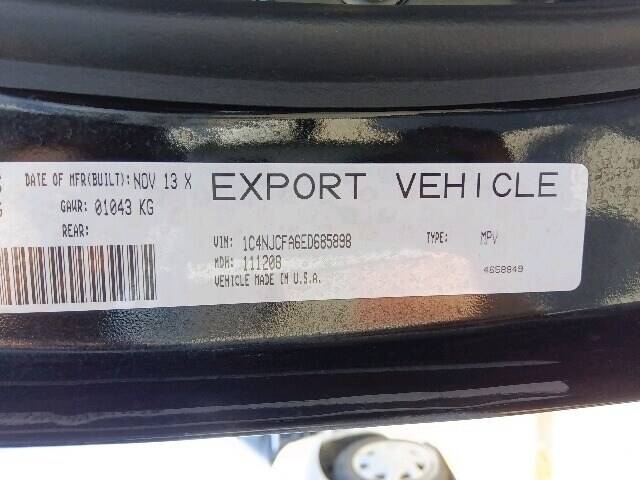 DATE OF MFR(BUILT): NOV 13 X
GAWR: 01043 KG
REAR:
EXPORT VEHICLE
VIN: 1C4NJCFA6ED685898 TYPE: MPV
MDH: 111208
VEHICLE MADE IN U.S.A. 4658849